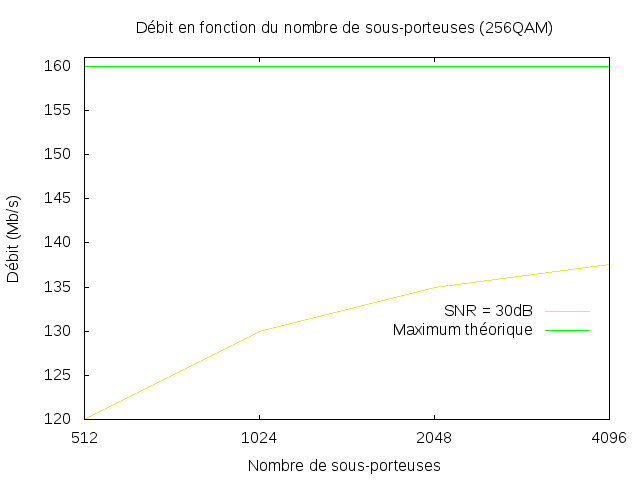 Débit en fonction du nombre de sous-porteuses (256QAM)
160
155
150
145
140
135
130
125
120
Débit (Mb/s)
SNR = 30dB
Maximum théorique
512 1024 2048 4096
Nombre de sous-porteuses